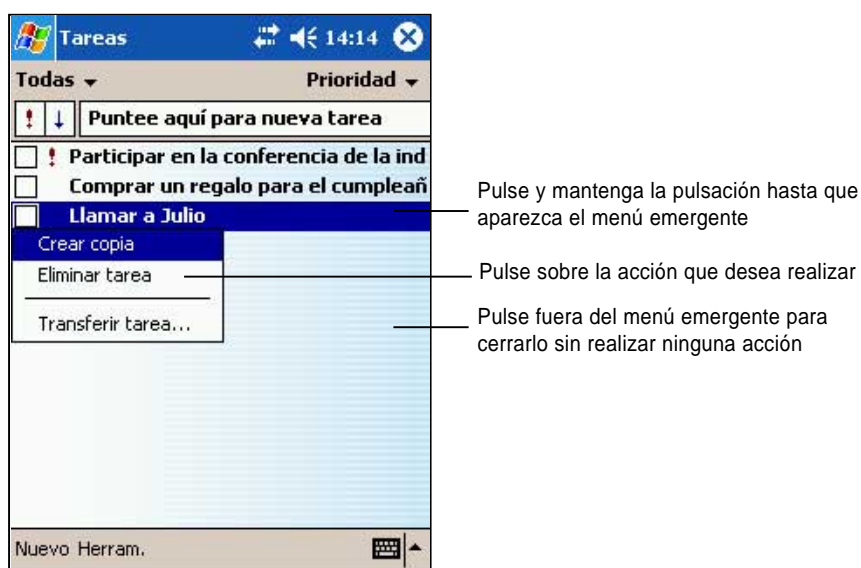 Tareas 14:14
Todas Prioridad
Puntee aquí para nueva tarea
Participar en la conferencia de la ind
Comprar un regalo para el cumpleañ
Llamar a Julio
Crear copia
Eliminar tarea
Transferir tarea...
Nuevo Herram.
Pulse y mantenga la pulsación hasta que
aparezca el menú emergente
Pulse sobre la acción que desea realizar
Pulse fuera del menú emergente para
cerrarlo sin realizar ninguna acción